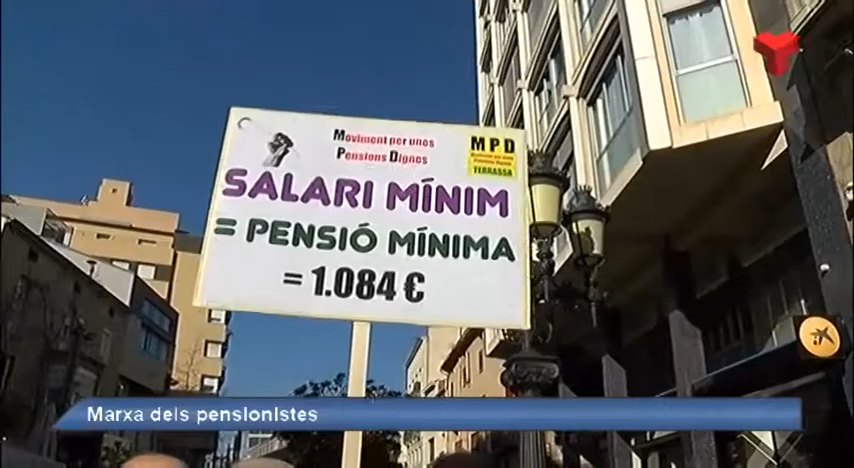 Moviment per unes
Pensions Dignes
MPD
TERRASSA
SALARI MÍNIM
= PENSIÓ MÍNIMA
= 1.084 €
Marxa dels pensionistes